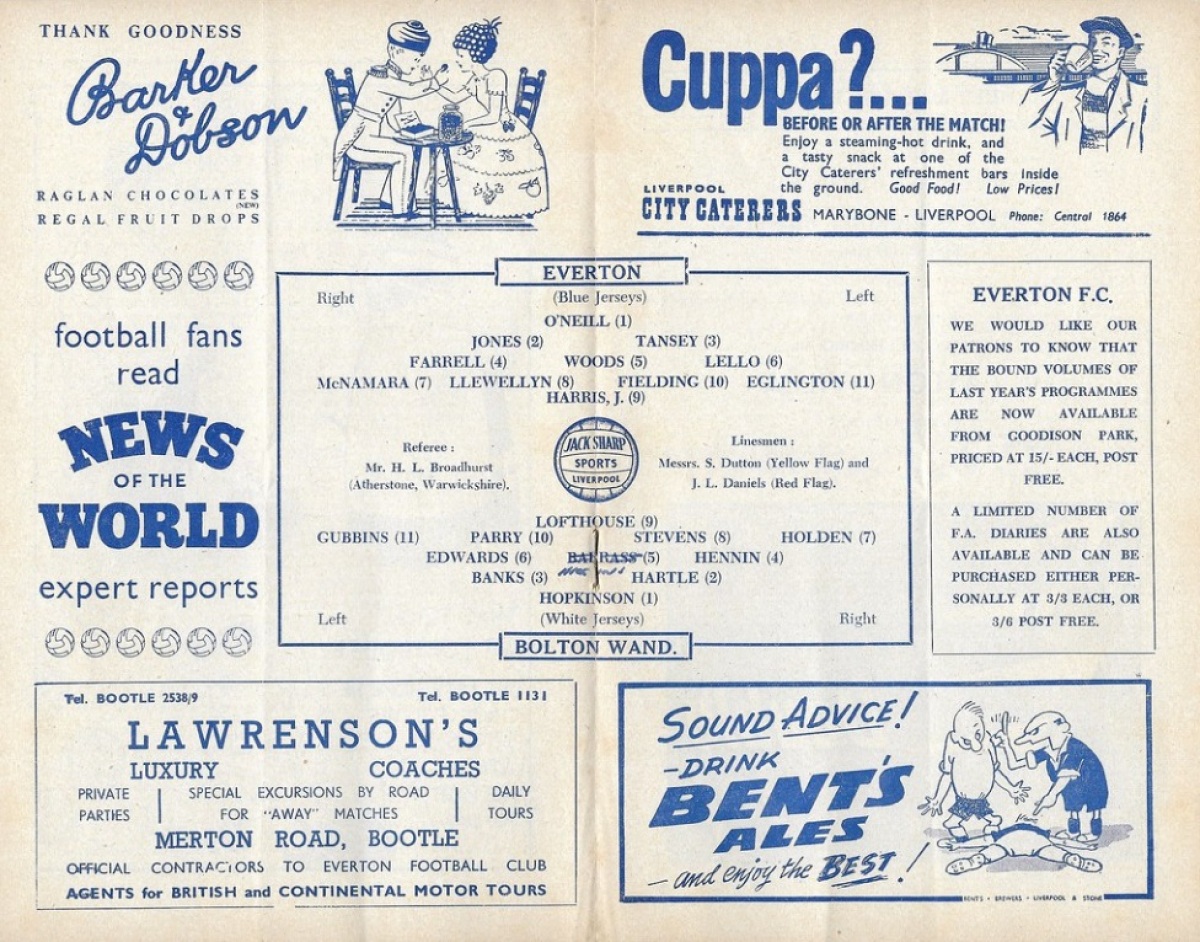 THANK GOODNESS
Barker
&
Dobson
RAGLAN CHOCOLATES
(NEW)
REGAL FRUIT DROPS
Cuppa?....
BEFORE OR AFTER THE MATCH!
Enjoy a steaming-hot drink, and
a tasty snack at one of the
City Caterers' refreshment bars inside
the ground. Good Food! Low Prices!
LIVERPOOL
CITY CATERERS MARYBONE - LIVERPOOL Phone: Central 1864
football fans
read
NEWS
OF THE
WORLD
expert reports
EVERTON
Right (Blue Jerseys) Left
O'NEILL (1)
JONES (2) TANSEY (3)
FARRELL (4) WOODS (5) LELLO (6)
McNAMARA (7) LLEWELLYN (8) FIELDING (10) EGLINGTON (11)
HARRIS, J. (9)
Referee :
Mr. H. L. Broadhurst
(Atherstone, Warwickshire).
JACK SHARP
SPORTS
LIVERPOOL
Linesmen :
Messrs. S. Dutton (Yellow Flag) and
J. L. Daniels (Red Flag).
LOFTHOUSE (9)
GUBBINS (11) PARRY (10) STEVENS (8) HOLDEN (7)
EDWARDS (6) BARRASS (5) HENNIN (4)
BANKS (3) HARTLE (2)
HOPKINSON (1)
Left (White Jerseys) Right
BOLTON WAND.
EVERTON F.C.
WE WOULD LIKE OUR
PATRONS TO KNOW THAT
THE BOUND VOLUMES OF
LAST YEAR'S PROGRAMMES
ARE NOW AVAILABLE
FROM GOODISON PARK,
PRICED AT 15/- EACH, POST
FREE.
A LIMITED NUMBER OF
F.A. DIARIES ARE ALSO
AVAILABLE AND CAN BE
PURCHASED EITHER PER-
SONALLY AT 3/3 EACH, OR
3/6 POST FREE.
Tel. BOOTLE 2538/9 Tel. BOOTLE 1131
LAWRENSON'S
LUXURY COACHES
PRIVATE PARTIES
SPECIAL EXCURSIONS BY ROAD
FOR "AWAY" MATCHES
DAILY TOURS
MERTON ROAD, BOOTLE
OFFICIAL CONTRACTORS TO EVERTON FOOTBALL CLUB
AGENTS for BRITISH and CONTINENTAL MOTOR TOURS
SOUND ADVICE!
-DRINK
BENT'S
ALES
- and enjoy the BEST!
BENT'S • BREWERS • LIVERPOOL & STONE